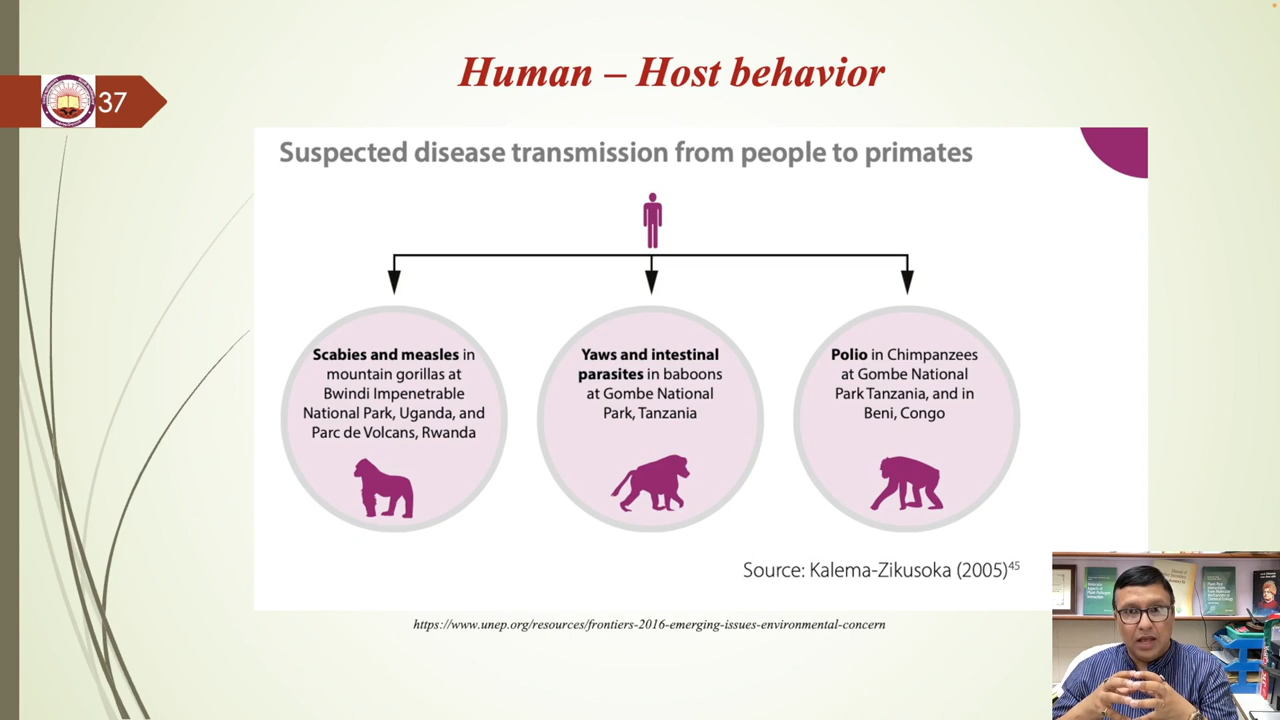 Human – Host behavior
37
Suspected disease transmission from people to primates
Scabies and measles in
mountain gorillas at
Bwindi Impenetrable
National Park, Uganda, and
Parc de Volcans, Rwanda
Yaws and intestinal
parasites in baboons
at Gombe National
Park, Tanzania
Polio in Chimpanzees
at Gombe National
Park Tanzania, and in
Beni, Congo
Source: Kalema-Zikusoka (2005)45
https://www.unep.org/resources/frontiers-2016-emerging-issues-environmental-concern